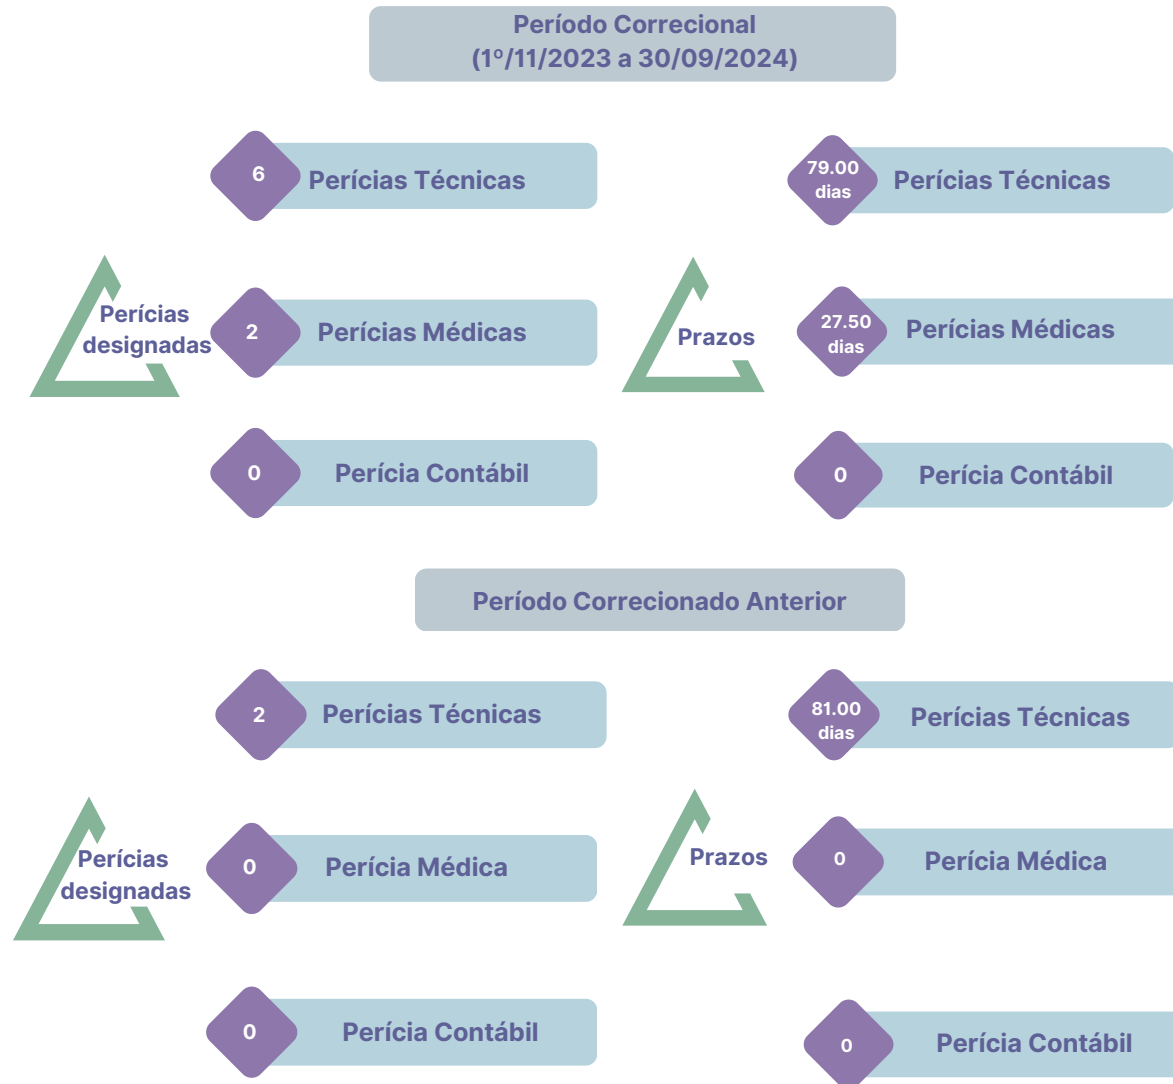 Período Correcional
(1º/11/2023 a 30/09/2024)
6
Perícias Técnicas
Perícias
designadas
2
Perícias Médicas
0
Perícia Contábil
79.00
dias
Perícias Técnicas
Prazos
27.50
dias
Perícias Médicas
0
Perícia Contábil
Período Correcionado Anterior
2
Perícias Técnicas
Perícias
designadas
0
Perícia Médica
0
Perícia Contábil
81.00
dias
Perícias Técnicas
Prazos
0
Perícia Médica
0
Perícia Contábil